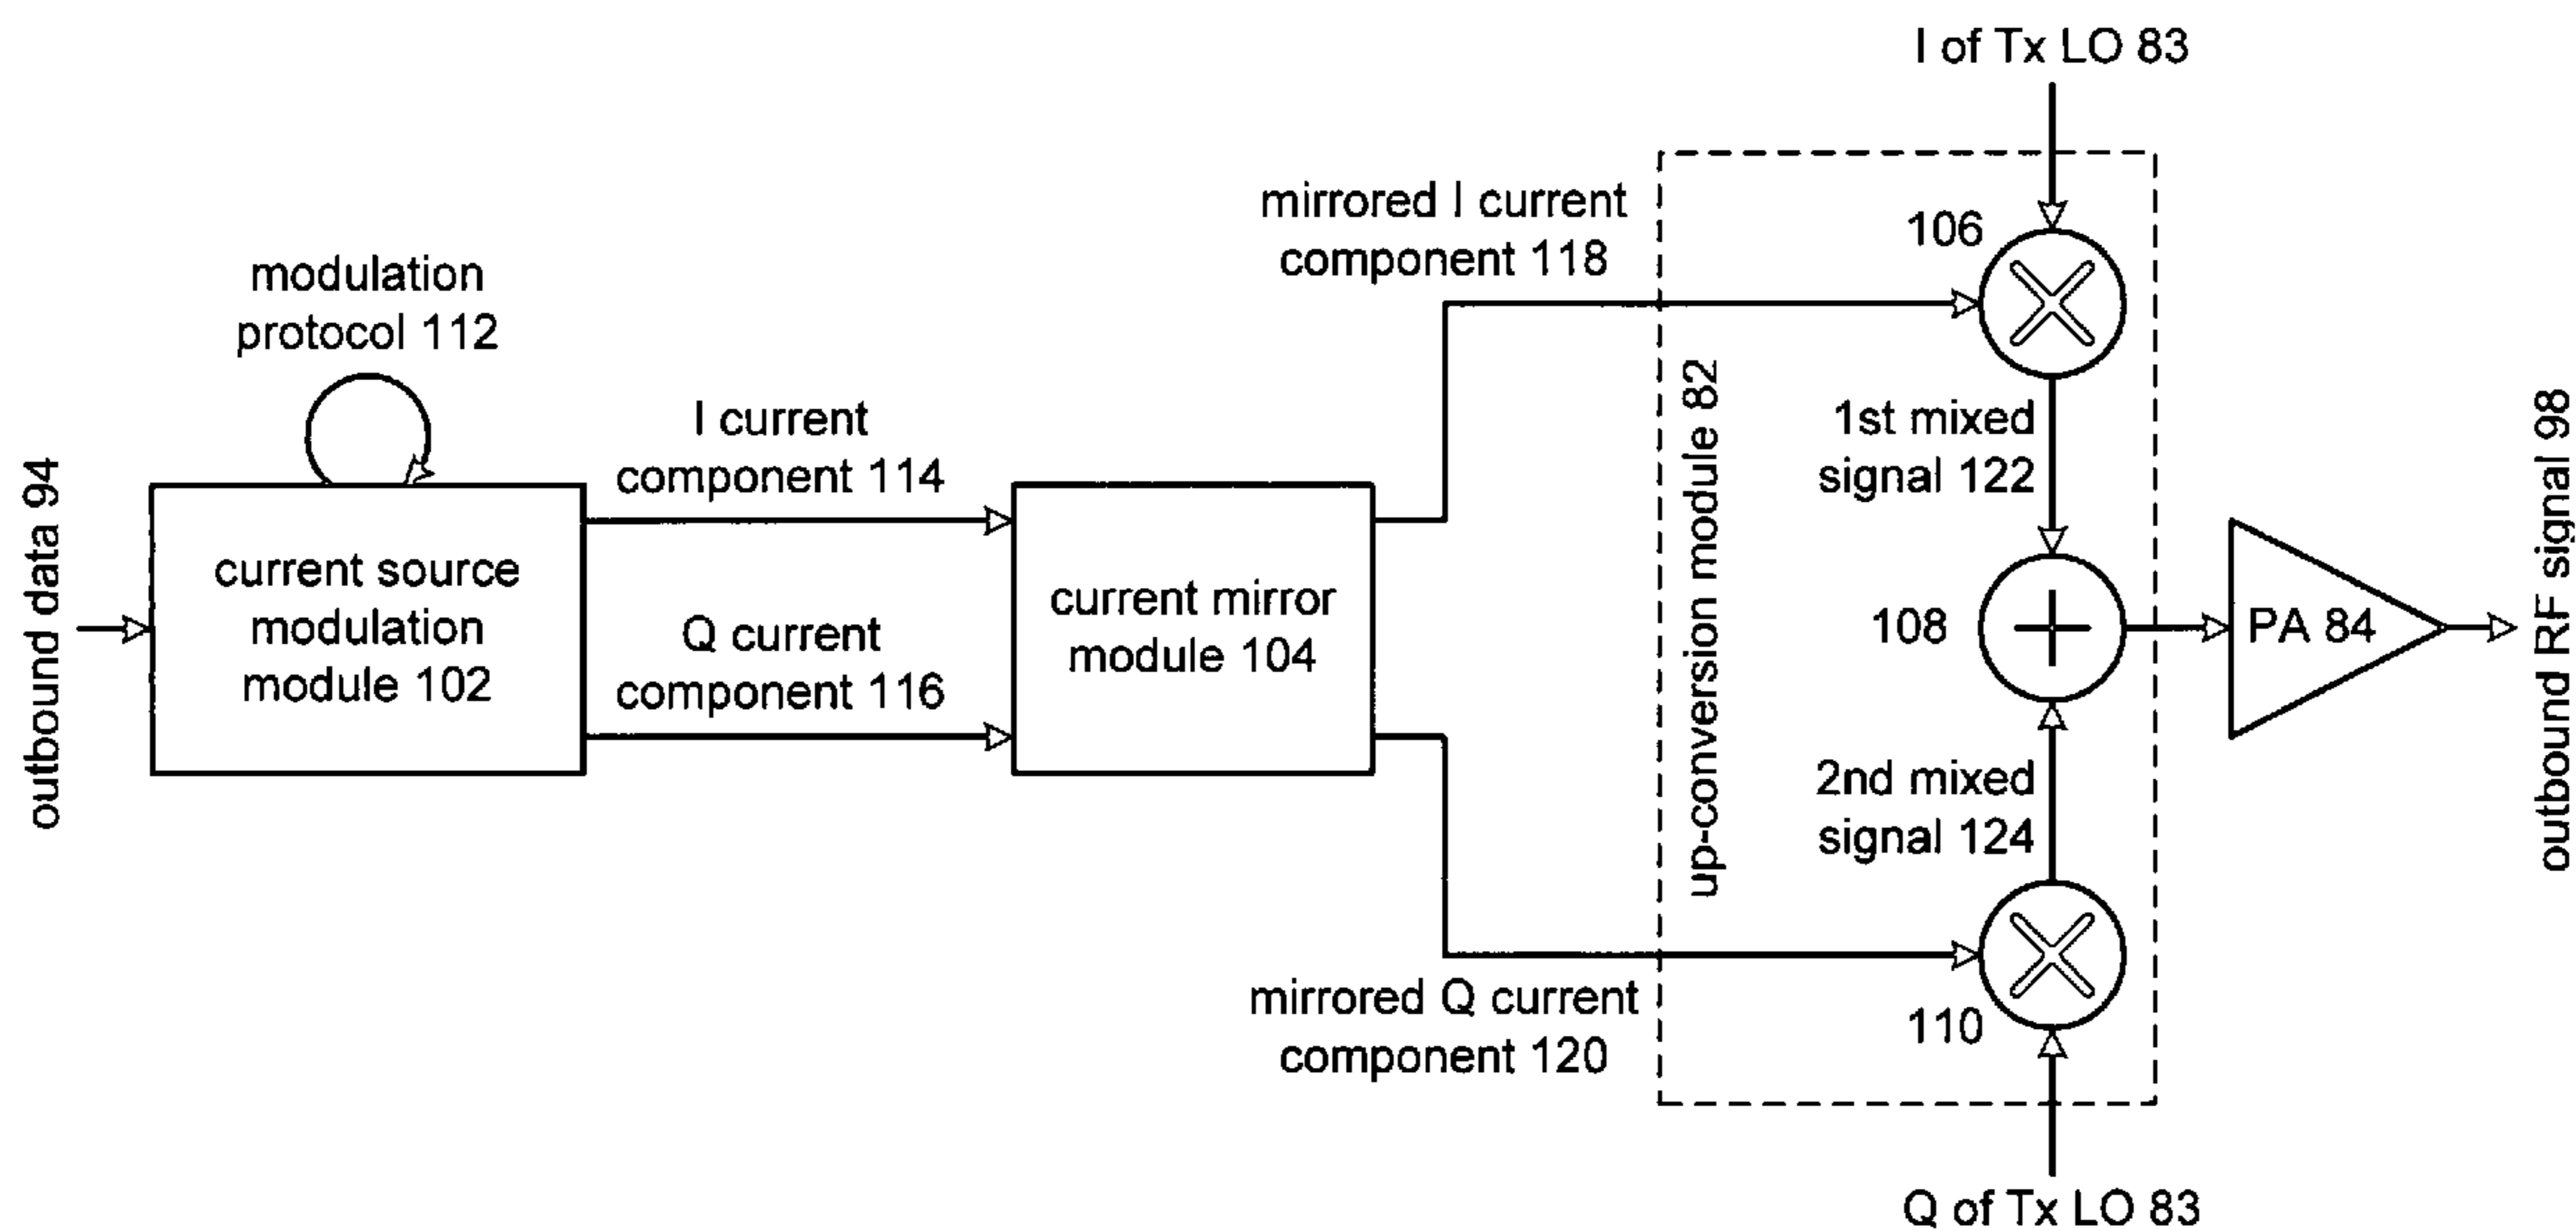 outbound data 94
modulation
protocol 112
current source
modulation
module 102
I current
component 114
Q current
component 116
current mirror
module 104
mirrored I current
component 118
mirrored Q current
component 120
up-conversion module 82
I of Tx LO 83
106
1st mixed
signal 122
108
2nd mixed
signal 124
110
Q of Tx LO 83
PA 84
outbound RF signal 98